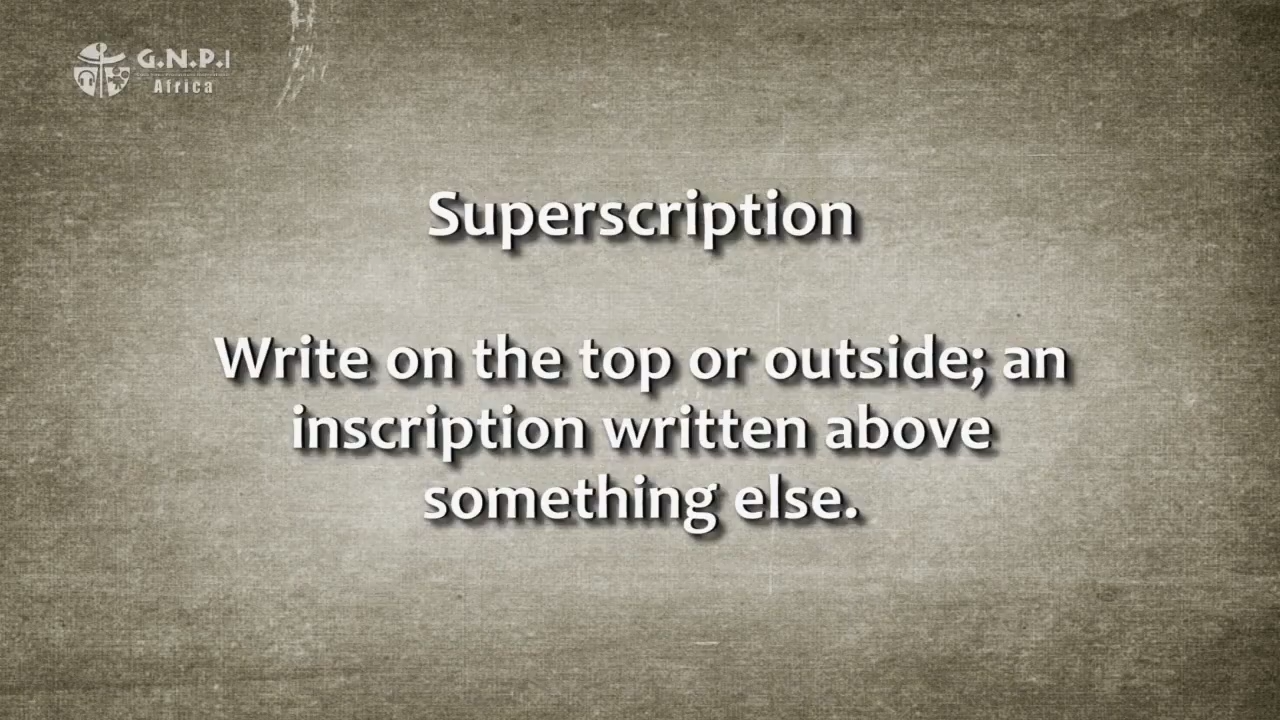 G.N.P.I
Africa
Superscription
Write on the top or outside; an
inscription written above
something else.